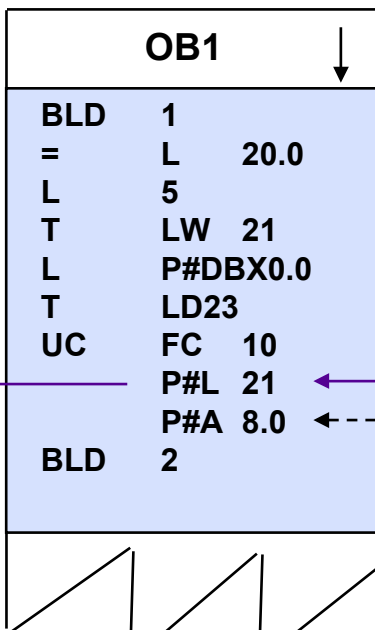 OB1
BLD 1
= L 20.0
L 5
T LW 21
L P#DBX0.0
T LD23
UC FC 10
P#L 21
P#A 8.0
BLD 2